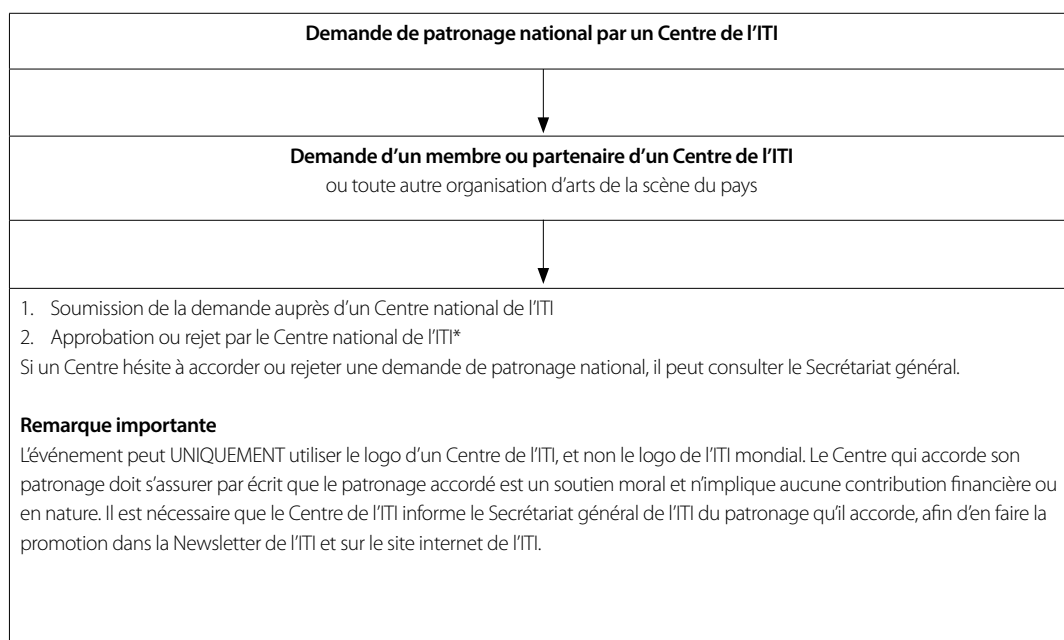 Demande de patronage national par un Centre de l’ITI
Demande d’un membre ou partenaire d’un Centre de l’ITI
ou toute autre organisation d’arts de la scène du pays
1. Soumission de la demande auprès d’un Centre national de l’ITI
2. Approbation ou rejet par le Centre national de l’ITI*
Si un Centre hésite à accorder ou rejeter une demande de patronage national, il peut consulter le Secrétariat général.
Remarque importante
L’événement peut UNIQUEMENT utiliser le logo d’un Centre de l’ITI, et non le logo de l’ITI mondial. Le Centre qui accorde son
patronage doit s’assurer par écrit que le patronage accordé est un soutien moral et n’implique aucune contribution financière ou
en nature. Il est nécessaire que le Centre de l’ITI informe le Secrétariat général de l’ITI du patronage qu’il accorde, afin d’en faire la
promotion dans la Newsletter de l’ITI et sur le site internet de l’ITI.